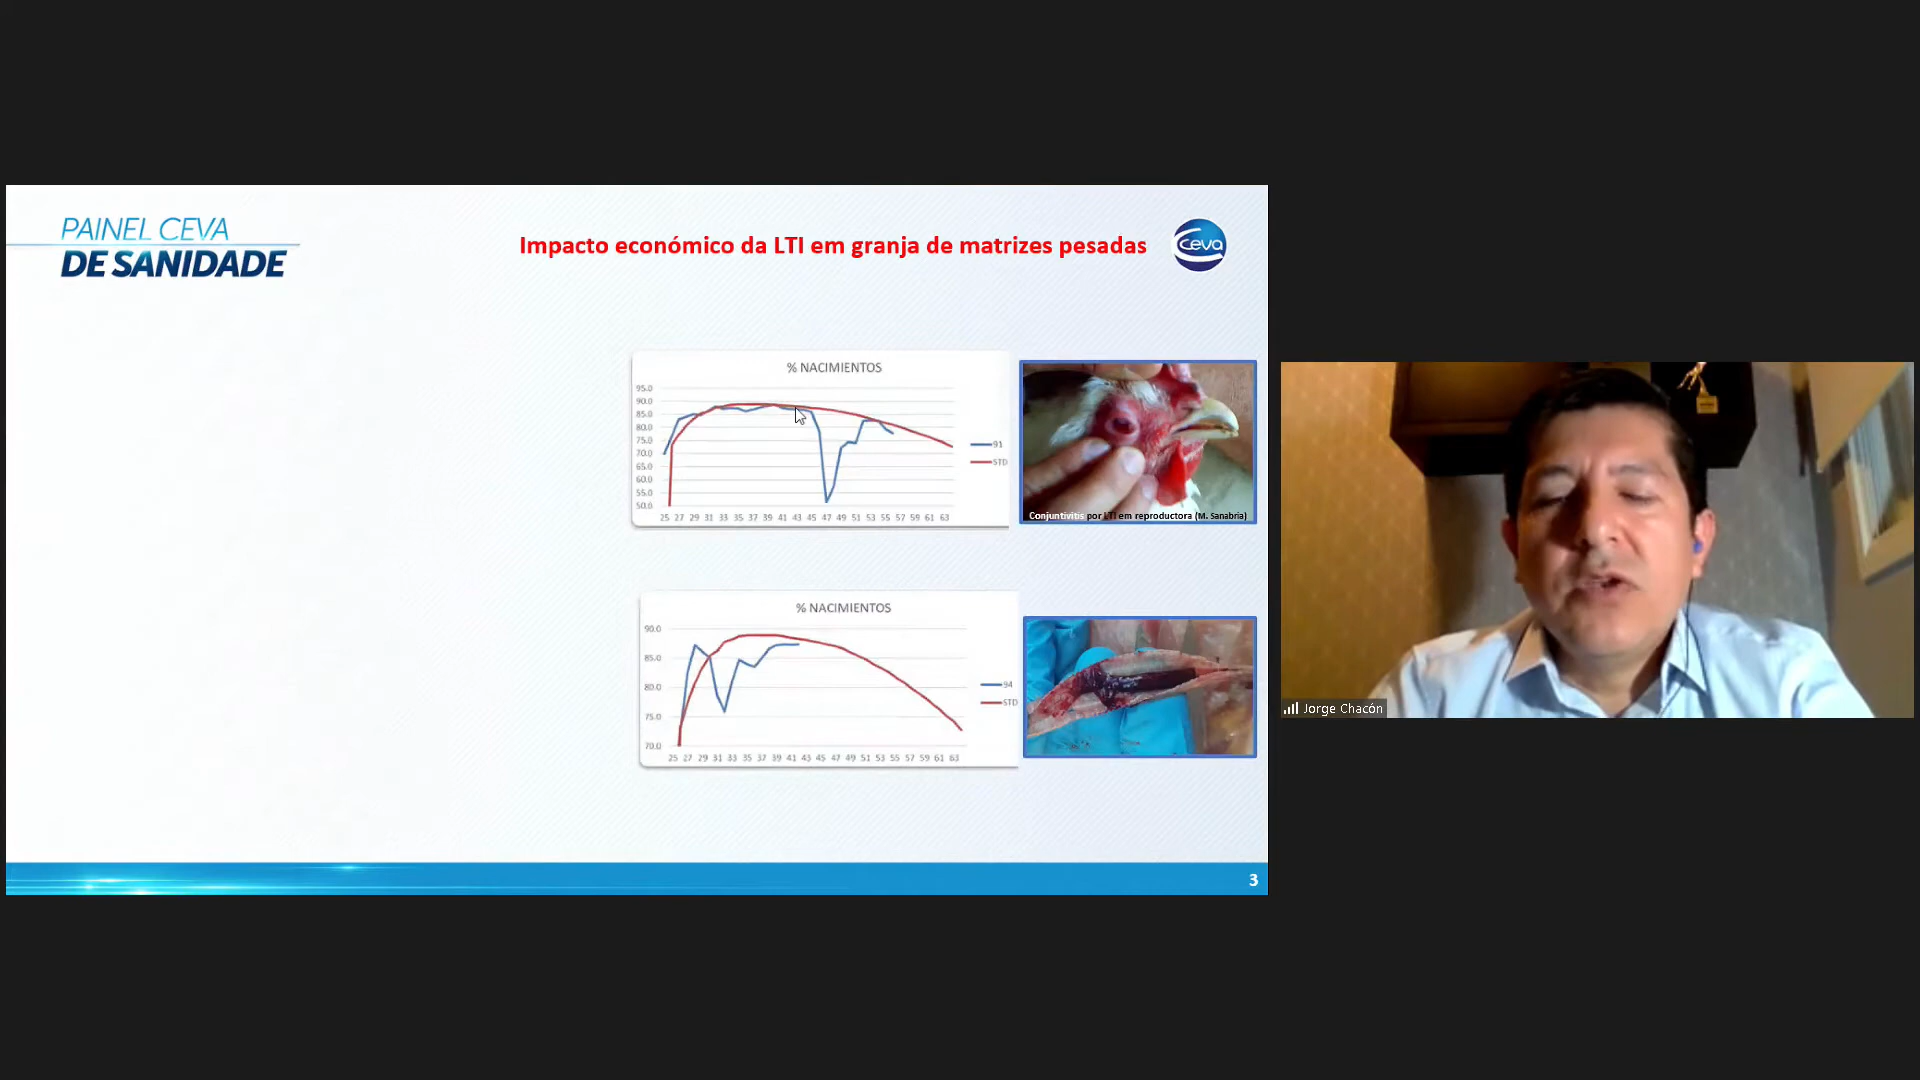 PAINEL CEVA
DE SANIDADE
Impacto económico da LTI em granja de matrizes pesadas
ceva
% NACIMIENTOS
95.0
90.0
85.0
80.0
75.0
70.0
65.0
60.0
55.0
50.0
25 27 29 31 33 35 37 39 41 43 45 47 49 51 53 55 57 59 61 63
91
STD
Conjuntivitis por LTI em reproductora (M. Sanabria)
% NACIMIENTOS
90.0
85.0
80.0
75.0
70.0
25 27 29 31 33 35 37 39 41 43 45 47 49 51 53 55 57 59 61 63
94
STD
Jorge Chacón
3